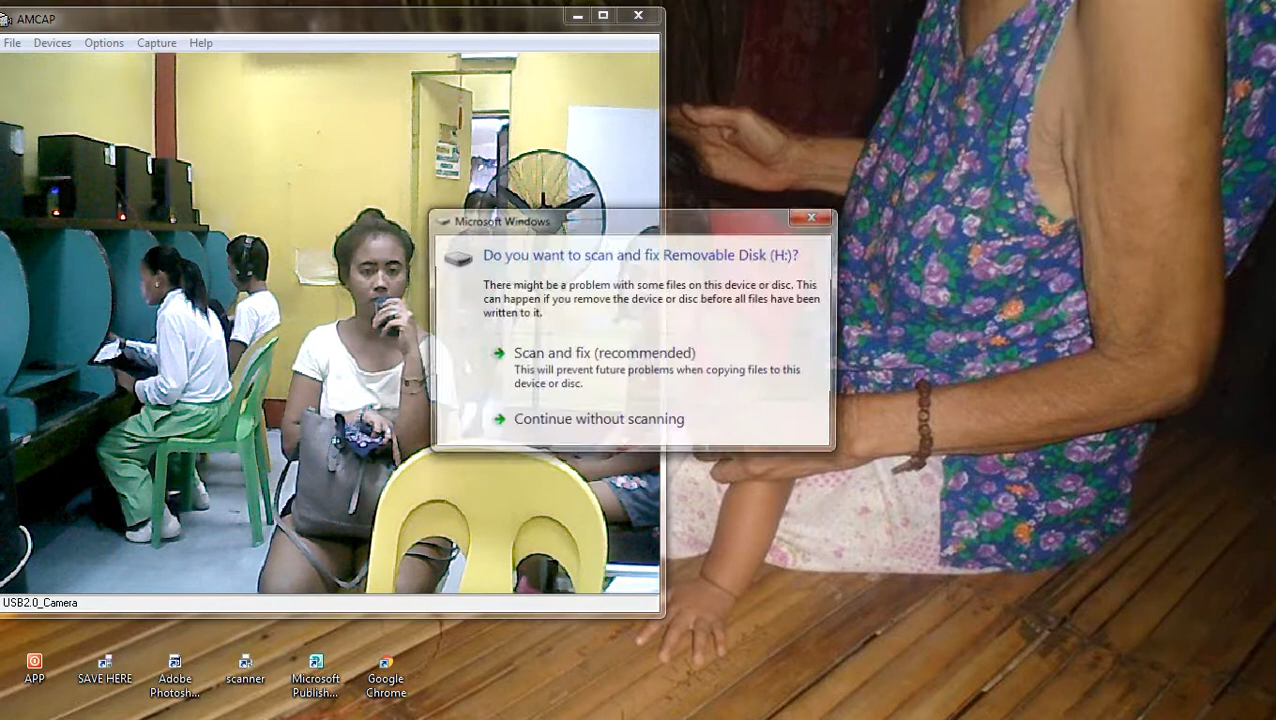 AMCAP
File Devices Options Capture Help
Microsoft Windows
Do you want to scan and fix Removable Disk (H:)?
There might be a problem with some files on this device or disc. This
can happen if you remove the device or disc before all files have been
written to it.
Scan and fix (recommended)
This will prevent future problems when copying files to this
device or disc.
Continue without scanning
USB2.0_Camera
APP
SAVE HERE
Adobe
Photosh...
scanner
Microsoft
Publish...
Google
Chrome